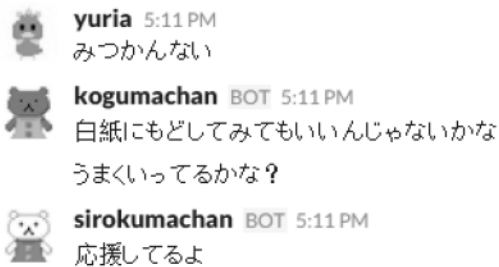 yuria 5:11 PM
みつかんない
kogumachan BOT 5:11 PM
白紙にもどしてみてもいいんじゃないかな
うまくいってるかな？
sirokumachan BOT 5:11 PM
応援してるよ